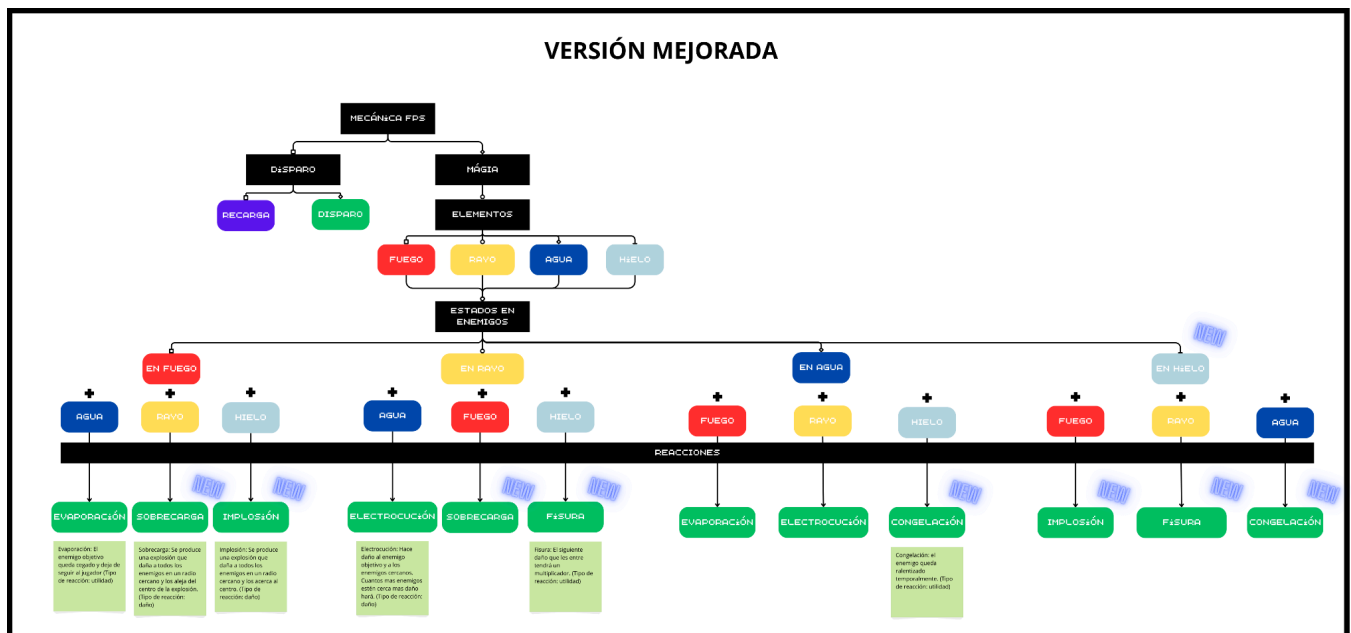 VERSIÓN MEJORADA
MECÁNiCA FPS
DiSPARO
MÁGIA
RECARGA
DISPARO
ELEMENTOS
FUEGO
RAYO
AGUA
HiELO
ESTADOS EN
ENEMIGOS
NEW
EN FUEGO
EN RAYO
EN AGUA
EN HiELO
AGUA
RAYO
HIELO
AGUA
FUEGO
HIELO
FUEGO
RAYO
HIELO
FUEGO
RAYO
AGUA
REACCIONES
NEW
NEW
NEW
NEW
NEW
NEW
NEW
NEW
EVAPORACiÓN
SOBRECARGA
IMPLOSiÓN
ELECTROCUCIÓN
SOBRECARGA
FiSURA
EVAPORACiÓN
ELECTROCUCIÓN
CONGELACIÓN
IMPLOSiÓN
FiSURA
CONGELACIÓN
Evaporación: El
enemigo objetivo
queda cegado y deja de
seguir al jugador (Tipo
de reacción: utilidad)
Sobrecarga: Se produce
una explosión que
daña a todos los
enemigos en un radio
cercano y los aleja del
centro de la explosión.
(Tipo de reacción:
daño)
Implosión: Se produce
una explosión que
daña a todos los
enemigos en un radio
cercano y los acerca al
centro. (Tipo de
reacción: daño)
Electrocución: Hace
daño al enemigo
objetivo y a los
enemigos cercanos.
Cuantos mas enemigos
estén cerca mas daño
hará. (Tipo de reacción:
daño)
Fisura: El siguiente
daño que les entre
tendrá un
multiplicador. (Tipo de
reacción: utilidad)
Congelación: el
enemigo queda
ralentizado
temporalmente. (Tipo
de reacción: utilidad)